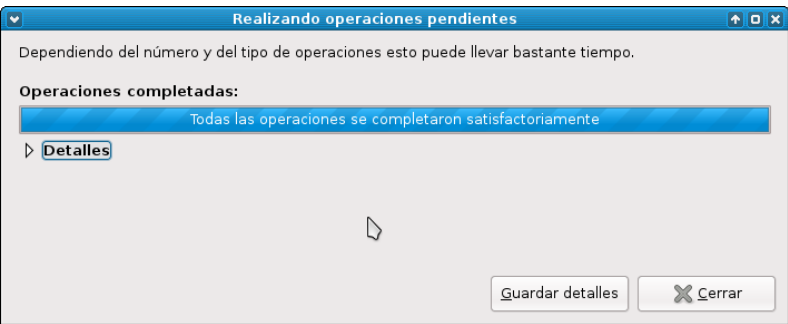 Realizando operaciones pendientes
Dependiendo del número y del tipo de operaciones esto puede llevar bastante tiempo.
Operaciones completadas:
Todas las operaciones se completaron satisfactoriamente
Detalles
Guardar detalles
Cerrar